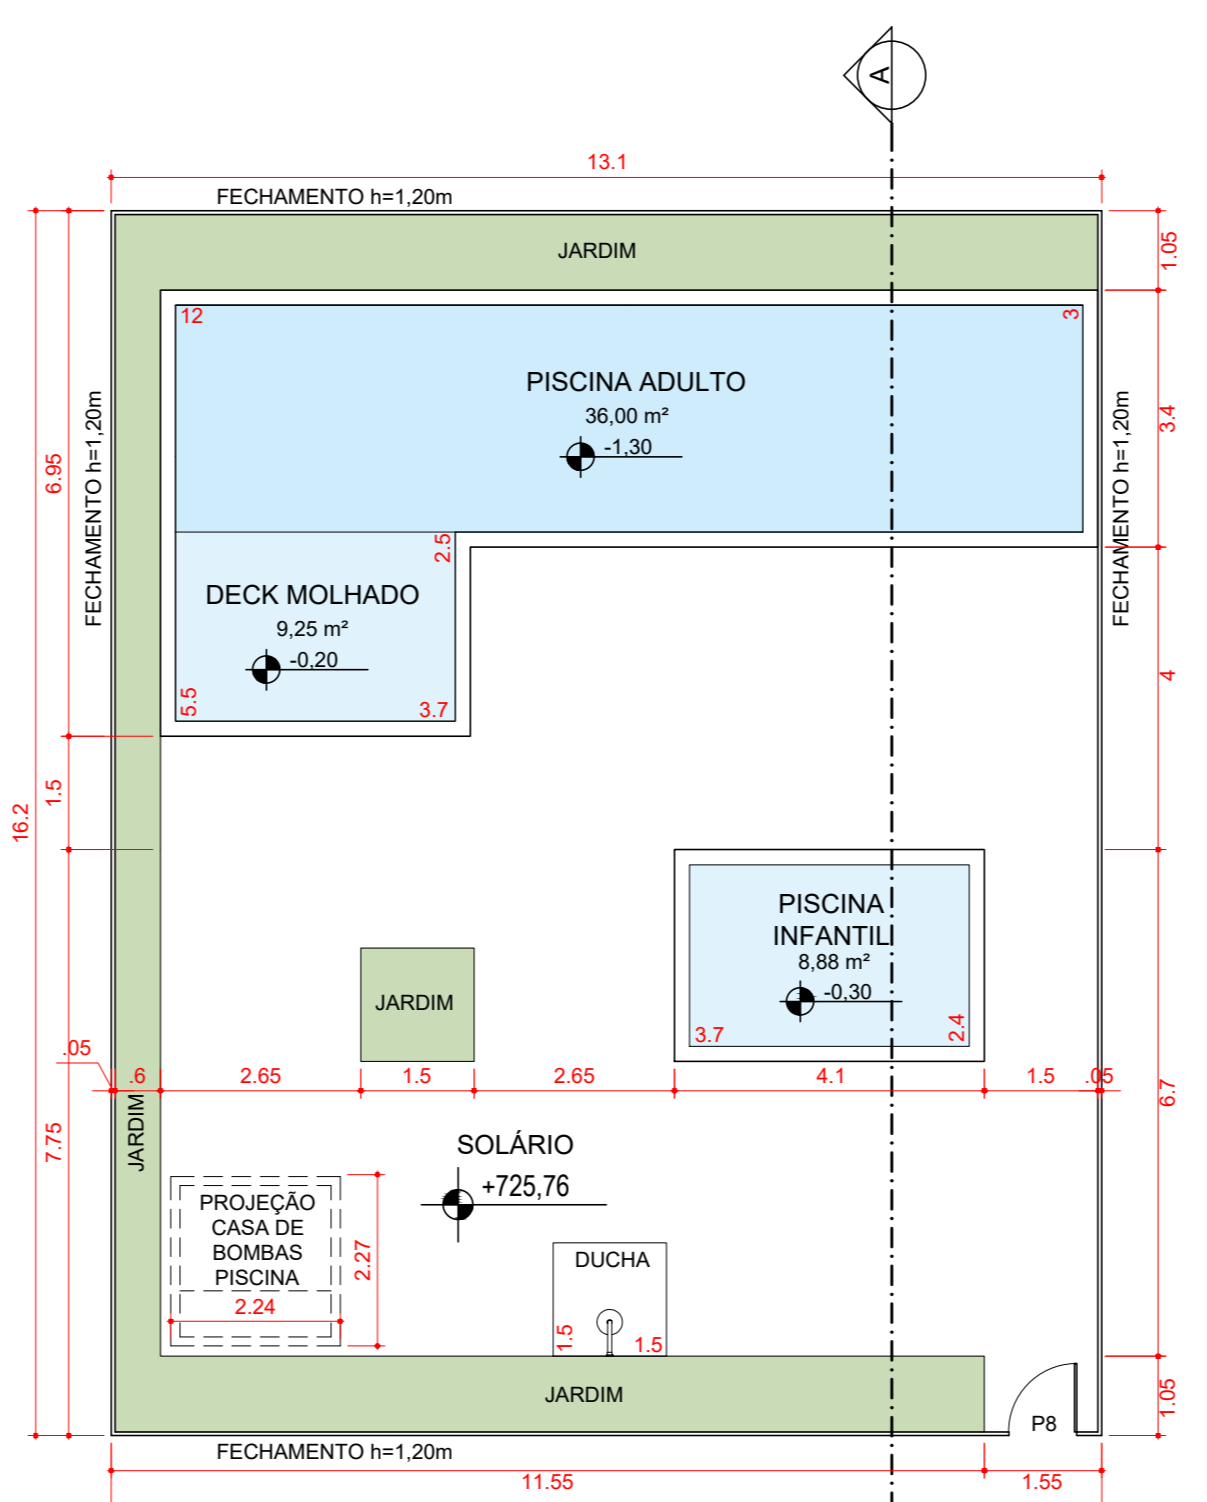 A
13.1
FECHAMENTO h=1,20m
JARDIM
1.05
12
3
PISCINA ADULTO
36,00 m²
-1,30
3.4
FECHAMENTO h=1,20m
FECHAMENTO h=1,20m
6.95
2.5
DECK MOLHADO
9,25 m²
-0,20
5.5
3.7
4
1.5
16.2
PISCINA
INFANTIL
8,88 m²
-0,30
3.7
2.4
JARDIM
.05
.6
2.65
1.5
2.65
4.1
1.5
.05
6.7
7.75
JARDIM
SOLÁRIO
+725,76
PROJEÇÃO
CASA DE
BOMBAS
PISCINA
2.24
2.27
DUCHA
1.5
1.5
JARDIM
1.05
P8
FECHAMENTO h=1,20m
11.55
1.55